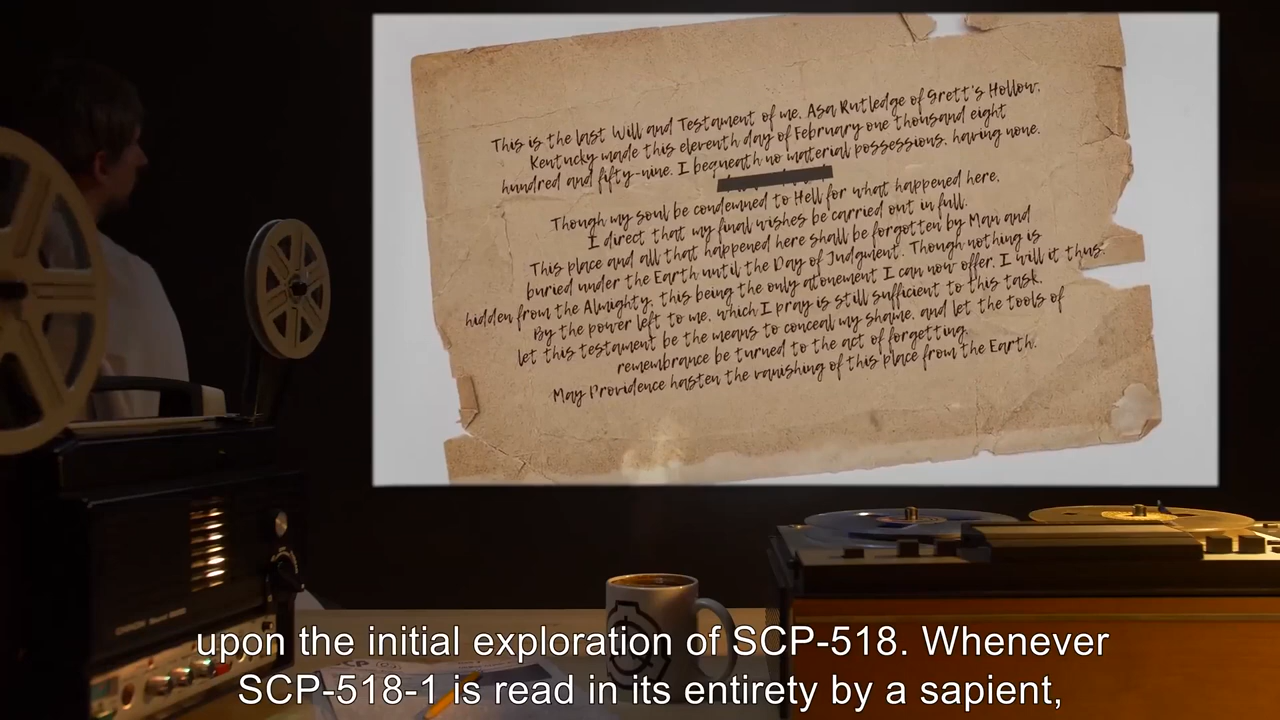 This is the last Will and Testament of me, Asa Rutledge of Grett's Hollow,
Kentucky made this eleventh day of February one thousand eight
hundred and fifty-nine. I bequeath no material possessions, having none.
Though my soul be condemned to Hell for what happened here,
I direct that my final wishes be carried out in full.
This place and all that happened here shall be forgotten by Man and
buried under the Earth until the Day of Judgment. Though nothing is
hidden from the Almighty, this being the only atonement I can now offer, I will it thus.
By the power left to me, which I pray is still sufficient to this task,
let this testament be the means to conceal my shame, and let the tools of
remembrance be turned to the act of forgetting.
May Providence hasten the vanishing of this place from the Earth.
upon the initial exploration of SCP-518. Whenever
SCP-518-1 is read in its entirety by a sapient,